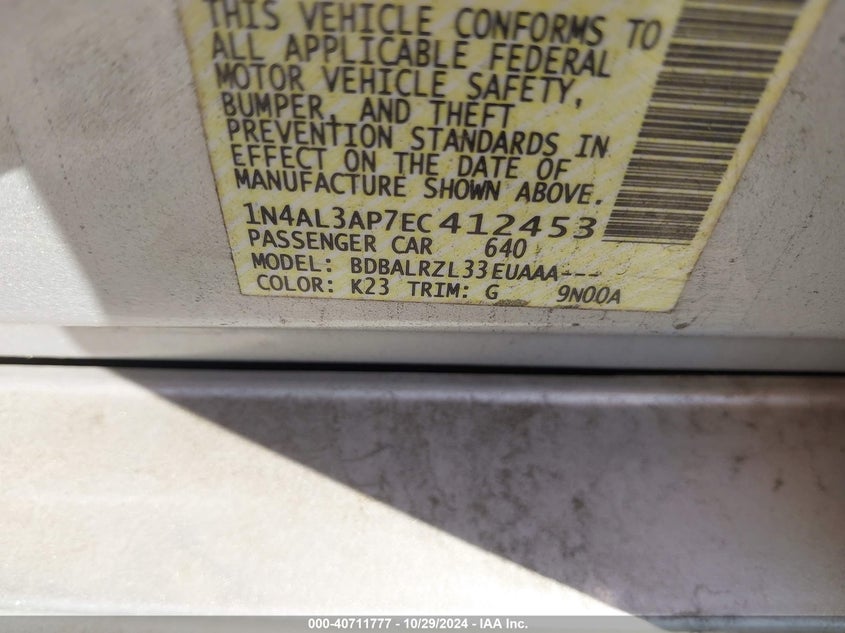 THIS VEHICLE CONFORMS TO
ALL APPLICABLE FEDERAL
MOTOR VEHICLE SAFETY,
BUMPER, AND THEFT
PREVENTION STANDARDS IN
EFFECT ON THE DATE OF
MANUFACTURE SHOWN ABOVE.
1N4AL3AP7EC412453
PASSENGER CAR 640
MODEL: BDBALRZL33EUAAA---
COLOR: K23 TRIM: G 9N00A
000-40711777 - 10/29/2024 - IAA Inc.